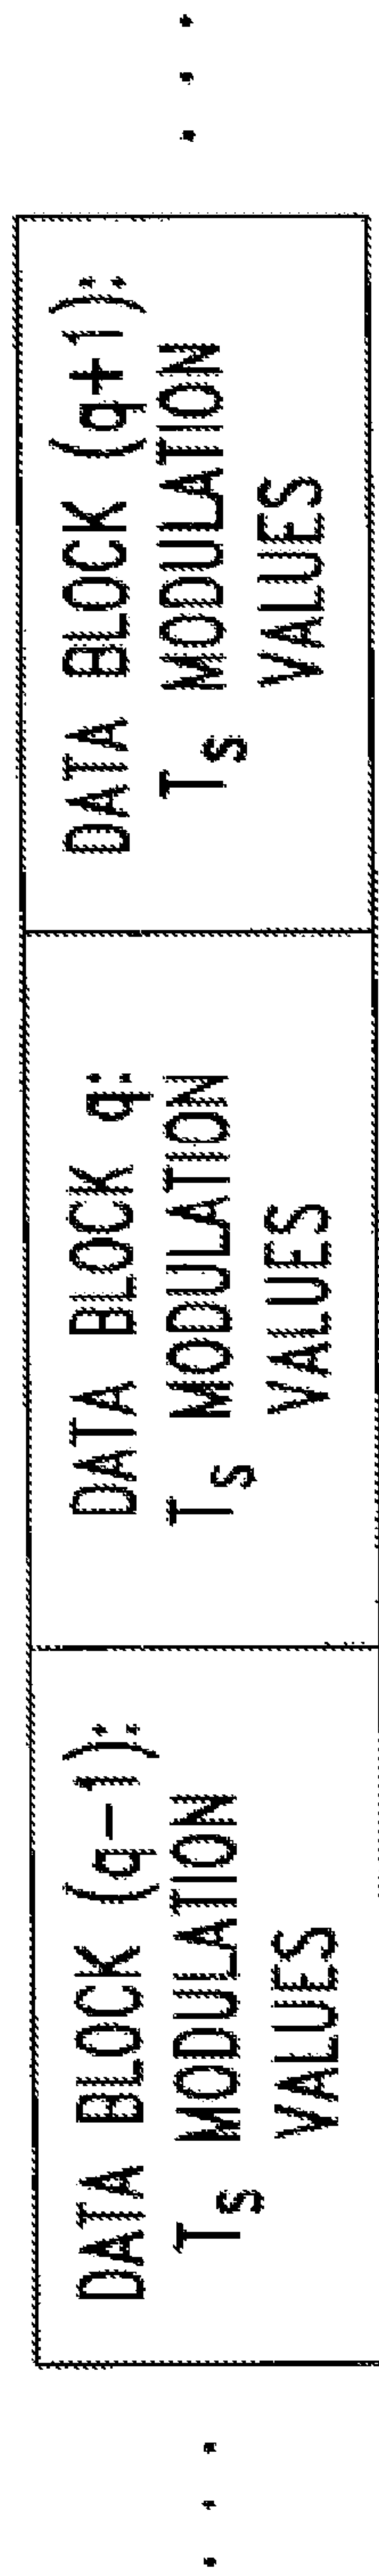 DATA BLOCK (q-1):
Ts MODULATION
VALUES
DATA BLOCK q:
Ts MODULATION
VALUES
DATA BLOCK (q+1):
Ts MODULATION
VALUES